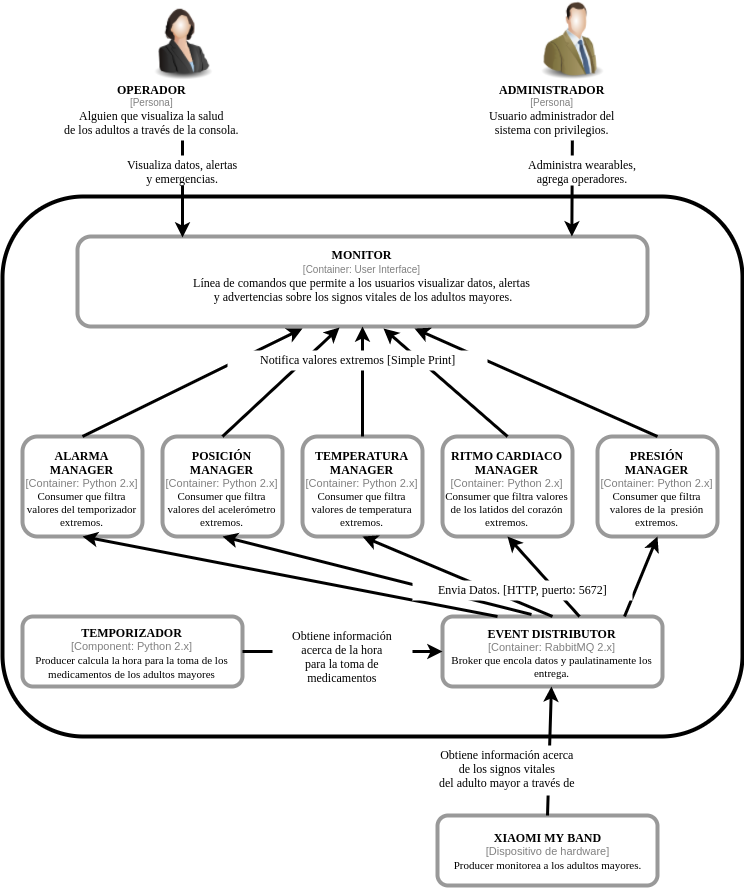 OPERADOR
[Persona]
Alguien que visualiza la salud
de los adultos a través de la consola.
ADMINISTRADOR
[Persona]
Usuario administrador del
sistema con privilegios.
Visualiza datos, alertas
y emergencias.
Administra wearables,
agrega operadores.
MONITOR
[Container: User Interface]
Línea de comandos que permite a los usuarios visualizar datos, alertas
y advertencias sobre los signos vitales de los adultos mayores.
Notifica valores extremos [Simple Print]
ALARMA
MANAGER
[Container: Python 2.x]
Consumer que filtra
valores del temporizador
extremos.
POSICIÓN
MANAGER
[Container: Python 2.x]
Consumer que filtra
valores del acelerómetro
extremos.
TEMPERATURA
MANAGER
[Container: Python 2.x]
Consumer que filtra
valores de temperatura
extremos.
RITMO CARDIACO
MANAGER
[Container: Python 2.x]
Consumer que filtra valores
de los latidos del corazón
extremos.
PRESIÓN
MANAGER
[Container: Python 2.x]
Consumer que filtra
valores de la presión
extremos.
Envia Datos. [HTTP, puerto: 5672]
TEMPORIZADOR
[Component: Python 2.x]
Producer calcula la hora para la toma de los
medicamentos de los adultos mayores
Obtiene información
acerca de la hora
para la toma de
medicamentos
EVENT DISTRIBUTOR
[Container: RabbitMQ 2.x]
Broker que encola datos y paulatinamente los
entrega.
Obtiene información acerca
de los signos vitales
del adulto mayor a través de
XIAOMI MY BAND
[Dispositivo de hardware]
Producer monitorea a los adultos mayores.